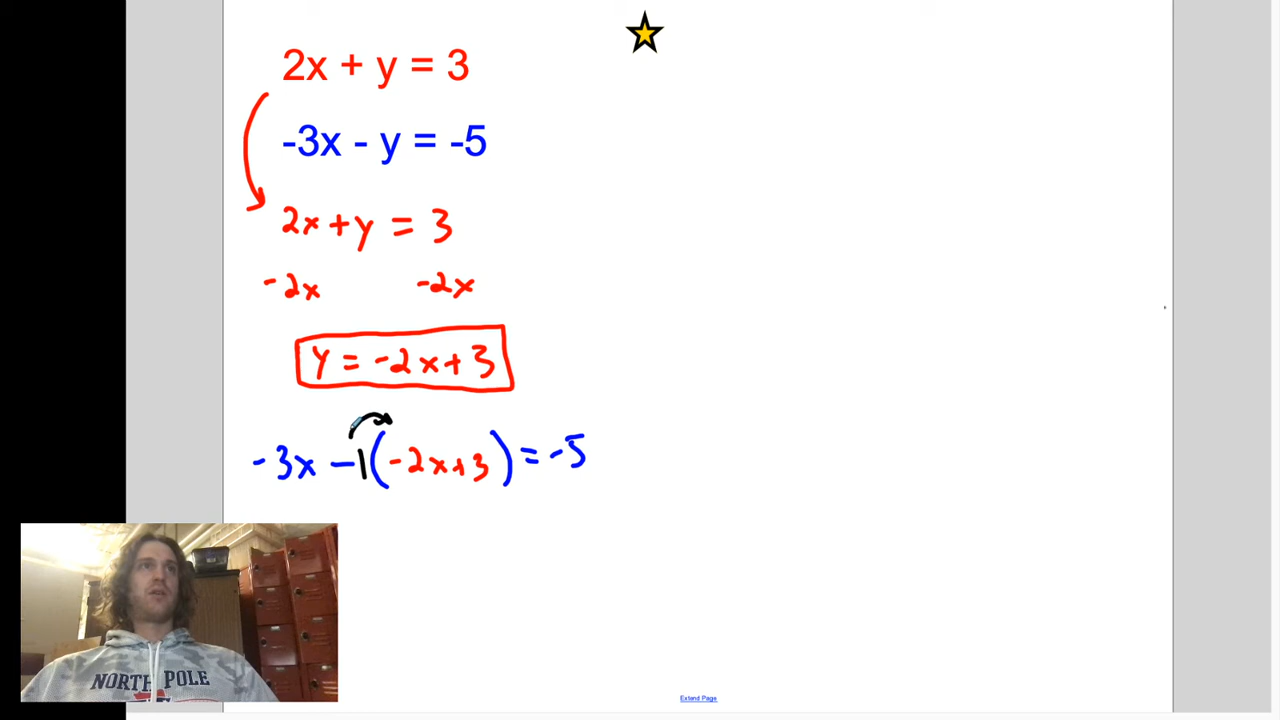 2x + y = 3
-3x - y = -5
2x + y = 3
-2x -2x
y = -2x + 3
-3x - 1(-2x + 3) = -5
NORTH POLE
Extend Page